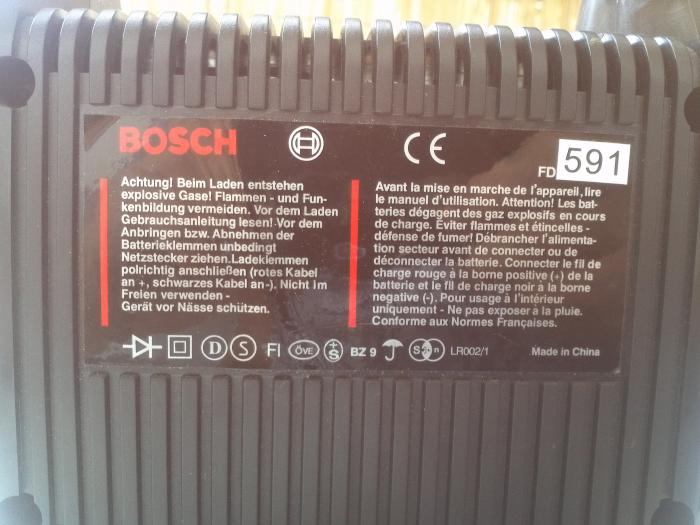 BOSCH
CE
FD 591
Achtung! Beim Laden entstehen
explosive Gase! Flammen - und Fun-
kenbildung vermeiden. Vor dem Laden
Gebrauchsanleitung lesen! Vor dem
Anbringen bzw. Abnehmen der
Batterieklemmen unbedingt
Netzstecker ziehen.Ladeklemmen
polrichtig anschließen (rotes Kabel
an +, schwarzes Kabel an-). Nicht im
Freien verwenden -
Gerät vor Nässe schützen.
Avant la mise en marche de l'appareil, lire
le manuel d'utilisation. Attention! Les bat-
teries dégagent des gaz explosifs en cours
de charge. Eviter flammes et étincelles -
défense de fumer! Débrancher l'alimenta-
tion secteur avant de connecter ou de
déconnecter la batterie. Connecter le fil de
charge rouge à la borne positive (+) de la
batterie et le fil de charge noir à la borne
negative (-). Pour usage à l'intérieur
uniquement - Ne pas exposer à la pluie.
Conforme aux Normes Françaises.
D S FI ÖVE +S BZ 9 LR002/1 Made in China